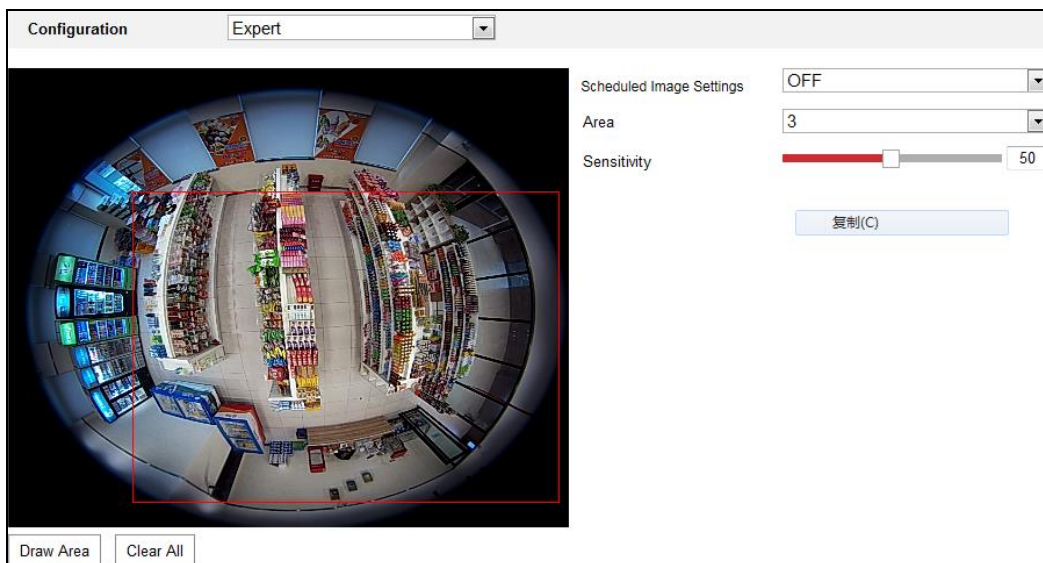 Configuration Expert
Scheduled Image Settings OFF
Area 3
Sensitivity 50
复制(C)
Draw Area Clear All